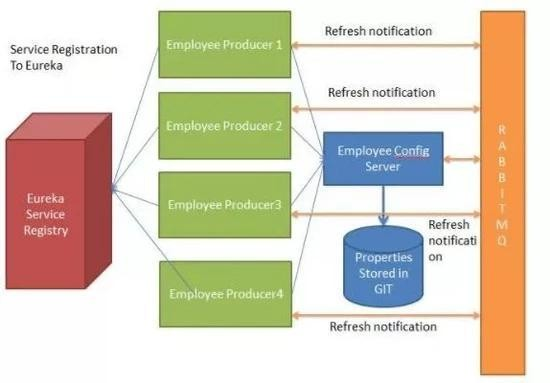 Service Registration
To Eureka
Employee Producer 1
Refresh notification
Refresh notification
Employee Producer 2
Employee Config
Server
Eureka
Service
Registry
Employee Producer3
Refresh
notificati
on
Properties
Stored in
GIT
Employee Producer4
Refresh notification
R
A
B
B
I
T
M
Q